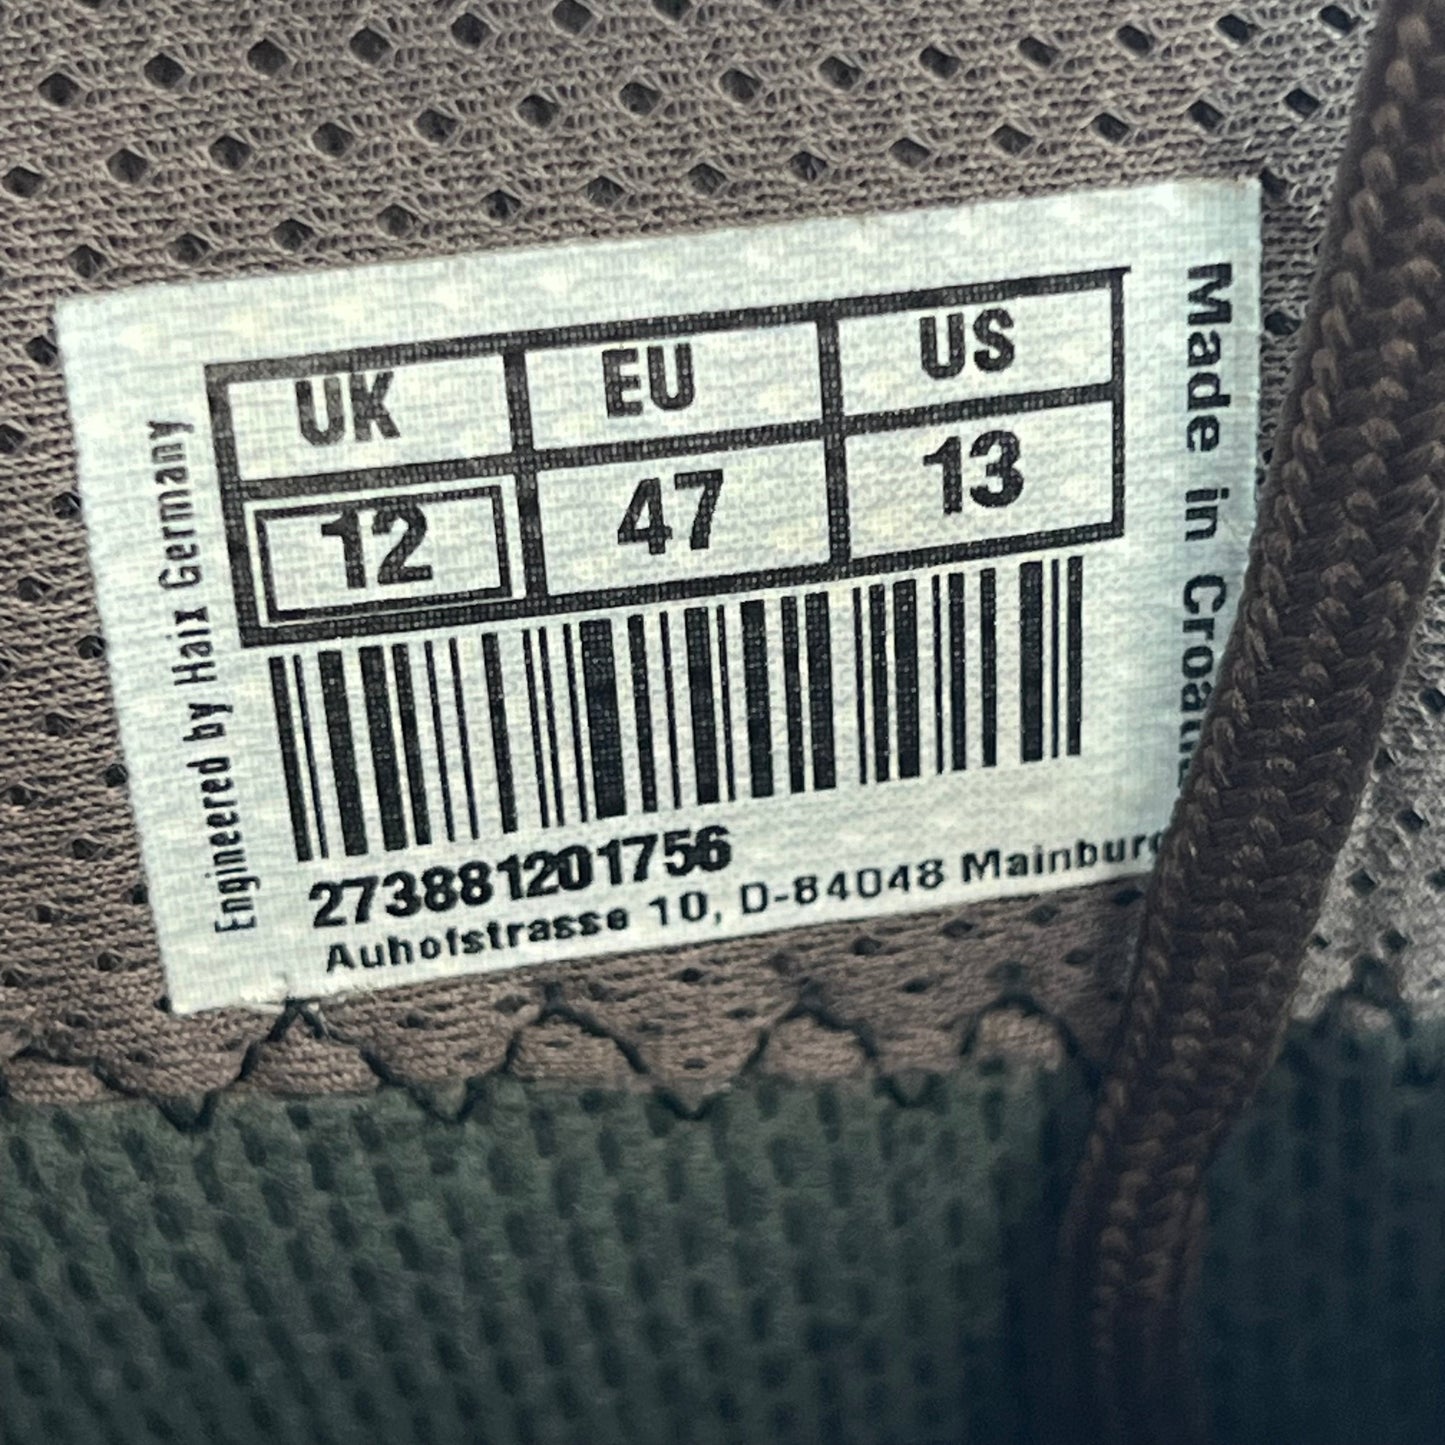 UK EU US
12 47 13
273881201756
Auhofstrasse 10, D-84048 Mainburg
Engineered by Haix Germany
Made in Croatia